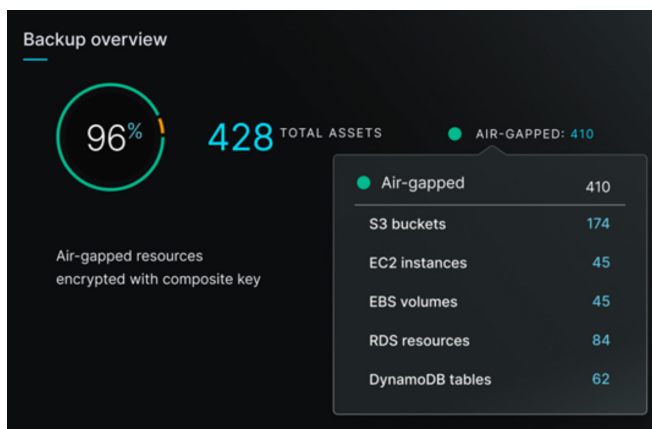 Backup overview
96%
428 TOTAL ASSETS
AIR-GAPPED: 410
Air-gapped 410
S3 buckets 174
EC2 instances 45
EBS volumes 45
RDS resources 84
DynamoDB tables 62
Air-gapped resources
encrypted with composite key